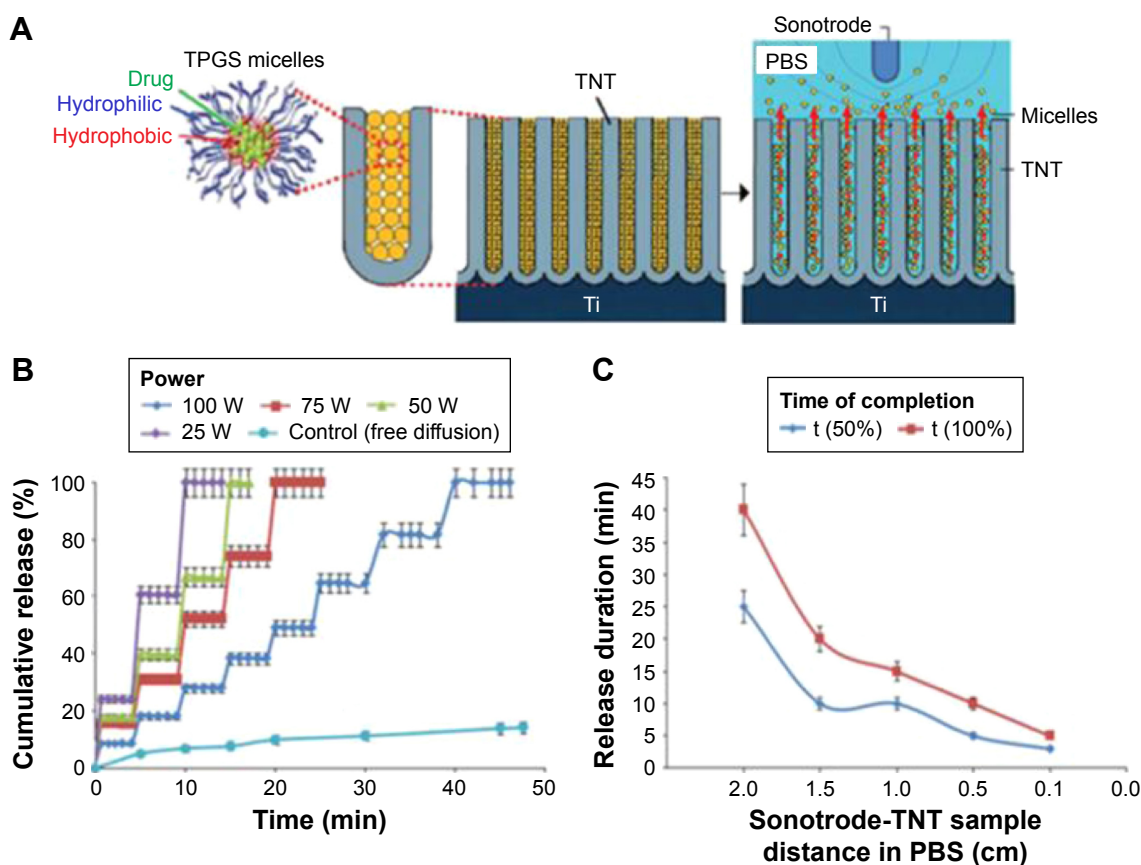 A
TPGS micelles
Drug
Hydrophilic
Hydrophobic
TNT
Ti
Sonotrode
PBS
Micelles
TNT
Ti
B
Power
100 W 75 W 50 W
25 W Control (free diffusion)
Cumulative release (%)
100
80
60
40
20
0
0 10 20 30 40 50
Time (min)
C
Time of completion
t (50%) t (100%)
Release duration (min)
45
40
35
30
25
20
15
10
5
0
2.0 1.5 1.0 0.5 0.1 0.0
Sonotrode-TNT sample
distance in PBS (cm)